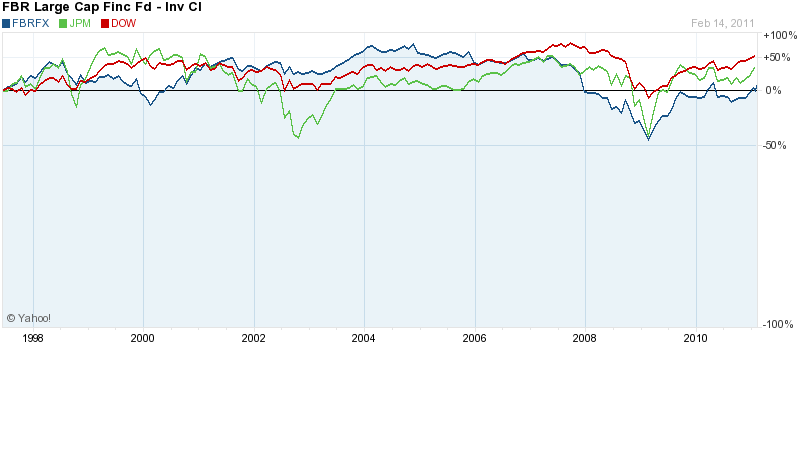 FBR Large Cap Finc Fd - Inv Cl
FBRFX JPM DOW Feb 14, 2011
+100%
+50%
0%
-50%
© Yahoo!
-100%
1998 2000 2002 2004 2006 2008 2010